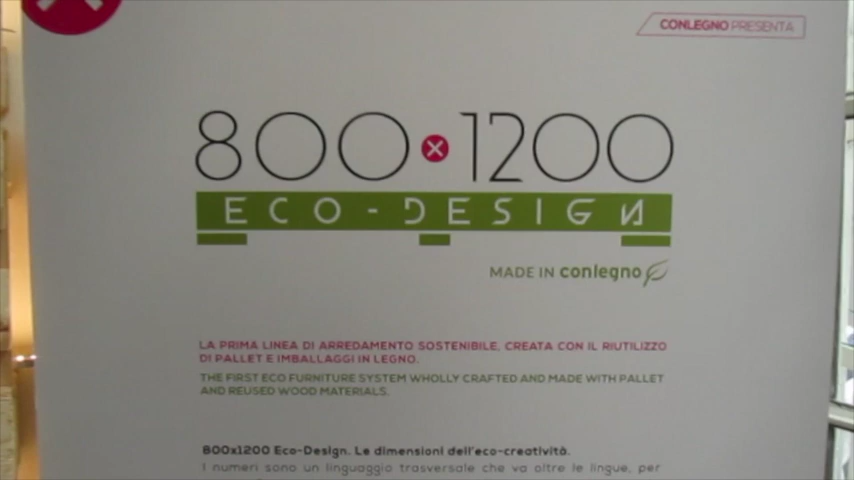 CONLEGNO PRESENTA
800x1200
ECO-DESIGN
MADE IN conlegno
LA PRIMA LINEA DI ARREDAMENTO SOSTENIBILE, CREATA CON IL RIUTILIZZO
DI PALLET E IMBALLAGGI IN LEGNO.
THE FIRST ECO FURNITURE SYSTEM WHOLLY CRAFTED AND MADE WITH PALLET
AND REUSED WOOD MATERIALS.
800x1200 Eco-Design. Le dimensioni dell'eco-creatività.
I numeri sono un linguaggio trasversale che va oltre le lingue, per